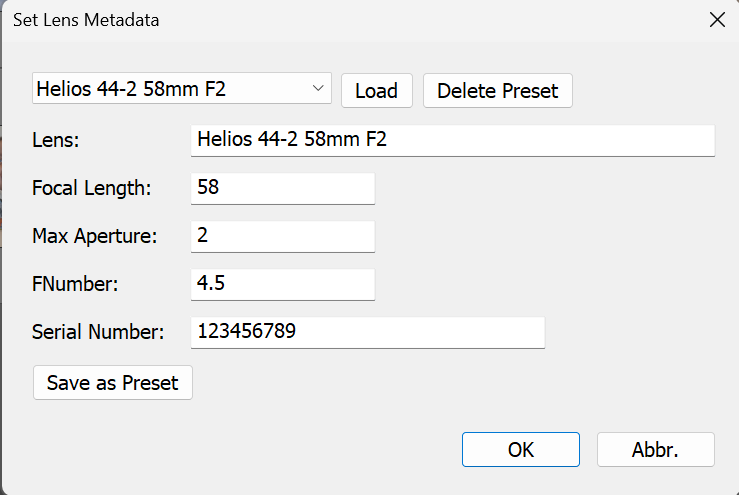 Set Lens Metadata
Helios 44-2 58mm F2 Load Delete Preset
Lens: Helios 44-2 58mm F2
Focal Length: 58
Max Aperture: 2
FNumber: 4.5
Serial Number: 123456789
Save as Preset
OK Abbr.